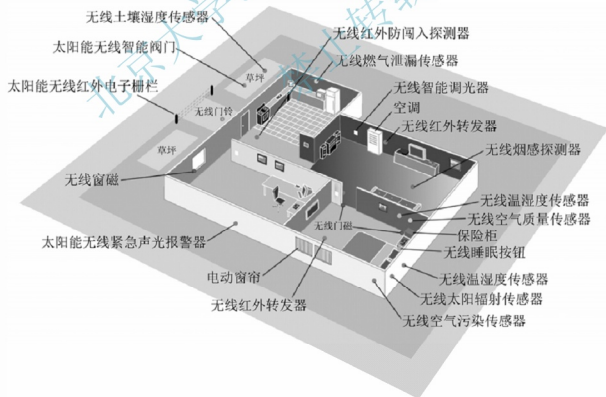 北京大学
禁止转
无线土壤湿度传感器
太阳能无线智能阀门
太阳能无线红外电子栅栏
草坪
无线门铃
草坪
无线窗磁
太阳能无线紧急声光报警器
电动窗帘
无线红外转发器
无线门磁
无线红外防闯入探测器
无线燃气泄漏传感器
无线智能调光器
空调
无线红外转发器
无线烟感探测器
无线温湿度传感器
无线空气质量传感器
保险柜
无线睡眠按钮
无线温湿度传感器
无线太阳辐射传感器
无线空气污染传感器